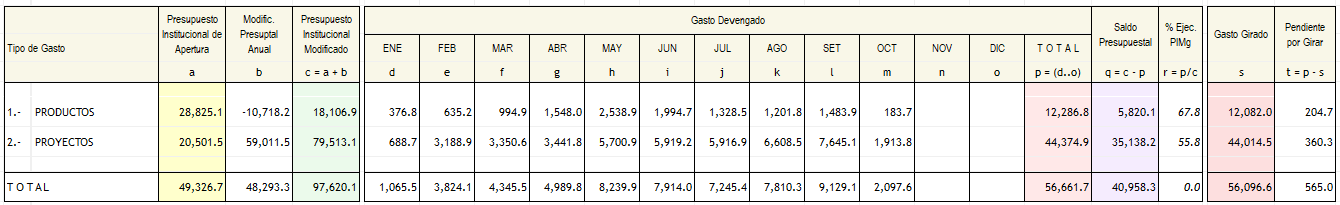 Tipo de Gasto | Presupuesto Institucional de Apertura | Modific. Presuptal Anual | Presupuesto Institucional Modificado | Gasto Devengado | Saldo Presupuestal | % Ejec. PIMg | Gasto Girado | Pendiente por Girar
ENE | FEB | MAR | ABR | MAY | JUN | JUL | AGO | SET | OCT | NOV | DIC | T O T A L
a | b | c = a + b | d | e | f | g | h | i | j | k | l | m | n | o | p = (d..o) | q = c - p | r = p/c | s | t = p - s
1.- PRODUCTOS | 28,825.1 | -10,718.2 | 18,106.9 | 376.8 | 635.2 | 994.9 | 1,548.0 | 2,538.9 | 1,994.7 | 1,328.5 | 1,201.8 | 1,483.9 | 183.7 | 12,286.8 | 5,820.1 | 67.8 | 12,082.0 | 204.7
2.- PROYECTOS | 20,501.5 | 59,011.5 | 79,513.1 | 688.7 | 3,188.9 | 3,350.6 | 3,441.8 | 5,700.9 | 5,919.2 | 5,916.9 | 6,608.5 | 7,645.1 | 1,913.8 | 44,374.9 | 35,138.2 | 55.8 | 44,014.5 | 360.3
T O T A L | 49,326.7 | 48,293.3 | 97,620.1 | 1,065.5 | 3,824.1 | 4,345.5 | 4,989.8 | 8,239.9 | 7,914.0 | 7,245.4 | 7,810.3 | 9,129.1 | 2,097.6 | 56,661.7 | 40,958.3 | 0.0 | 56,096.6 | 565.0